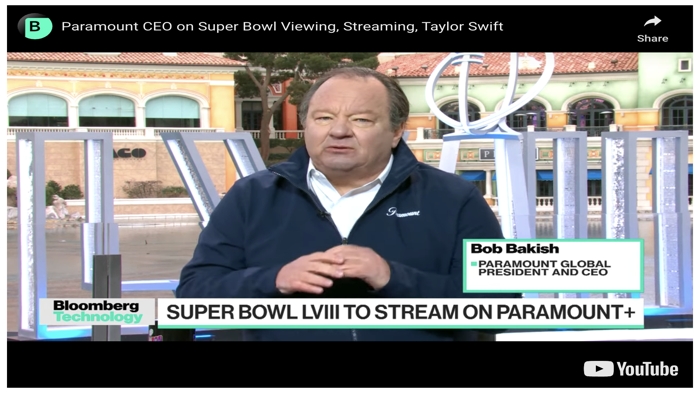 B
Paramount CEO on Super Bowl Viewing, Streaming, Taylor Swift
Share
Paramount
Bob Bakish
PARAMOUNT GLOBAL
PRESIDENT AND CEO
Bloomberg
Technology
SUPER BOWL LVIII TO STREAM ON PARAMOUNT+
YouTube